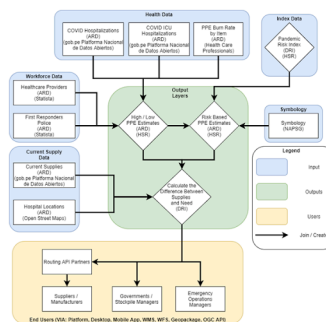 Health Data
COVID Hospitalizations
(ARD)
(gob pe Platforma Nacional
de Datos Abiertos)
COVID ICU
Hospitalizations
(ARD)
(gob pe Platforma Nacional
de Datos Abiertos)
PPE Burn Rate
by Item
(ARD)
(Health Care
Professionals)
Index Data
Pandemic
Risk Index
(DRI)
(HSR)
Workforce Data
Healthcare Providers
(ARD)
(Statista)
First Responders
Police
(ARD)
(Statista)
Output
Layers
High / Low
PPE Estimates
(ARD)
(HSR)
Risk Based
PPE Estimates
(ARD)
(HSR)
Symbology
Symbology
(NAPSG)
Current Supply
Data
Current Supplies
(ARD)
(gob pe Platforma Nacional
de Datos Abiertos)
Hospital Locations
(ARD)
(Open Street Maps)
Calculate the
Difference Between
Supplies and
Need
(DRI)
Legend
Input
Outputs
Users
Join / Create
Routing API Partners
Suppliers /
Manufacturers
Governments /
Stockpile Managers
Emergency
Operations
Managers
End Users (VIA: Platform, Desktop, Mobile App, WMS, WFS, Geopackage, OGC API)